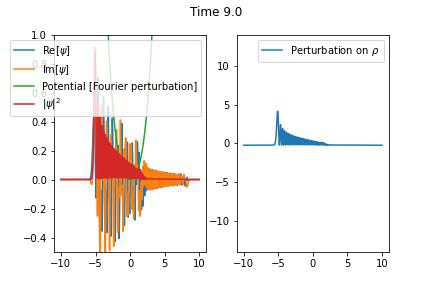 Time 9.0
Re[ψ]
Im[ψ]
Potential [Fourier perturbation]
|ψ|²
1.0
0.8
0.6
0.4
0.2
0.0
−0.2
−0.4
−10 −5 0 5 10
Perturbation on ρ
10
5
0
−5
−10
−10 −5 0 5 10